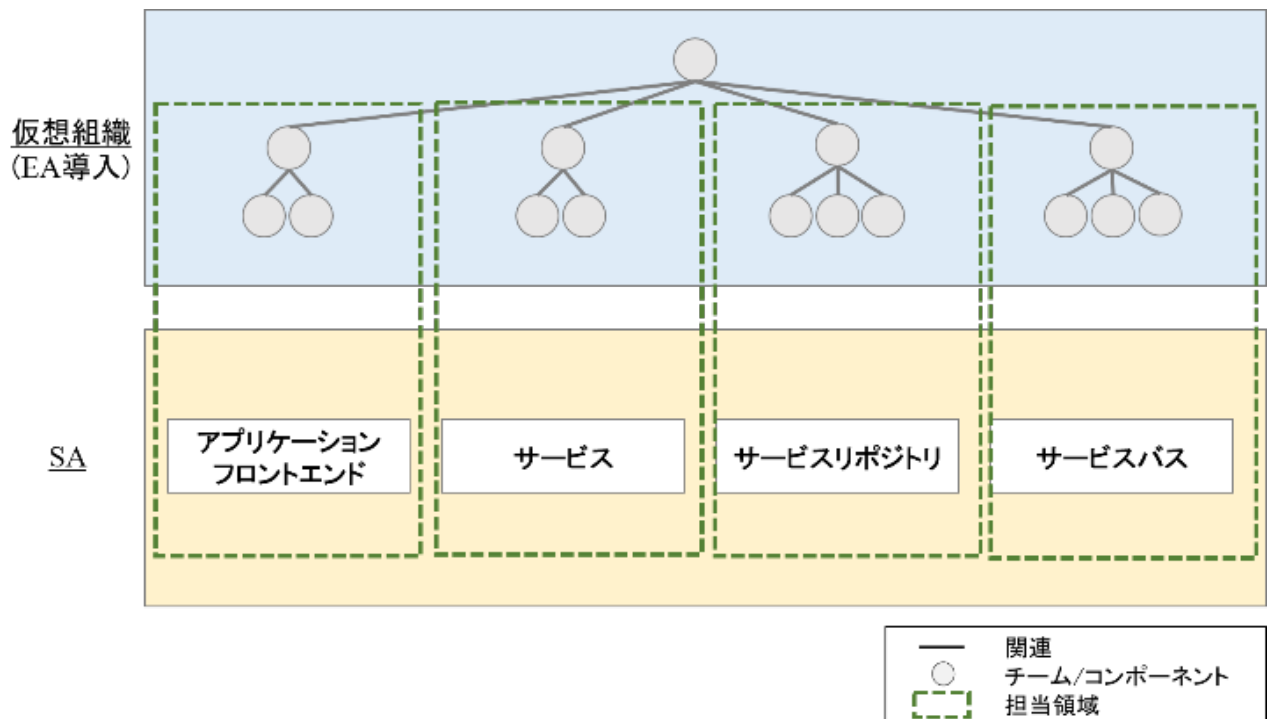 仮想組織
(EA導入)
SA
アプリケーション
フロントエンド
サービス
サービスリポジトリ
サービスバス
関連
チーム/コンポーネント
担当領域